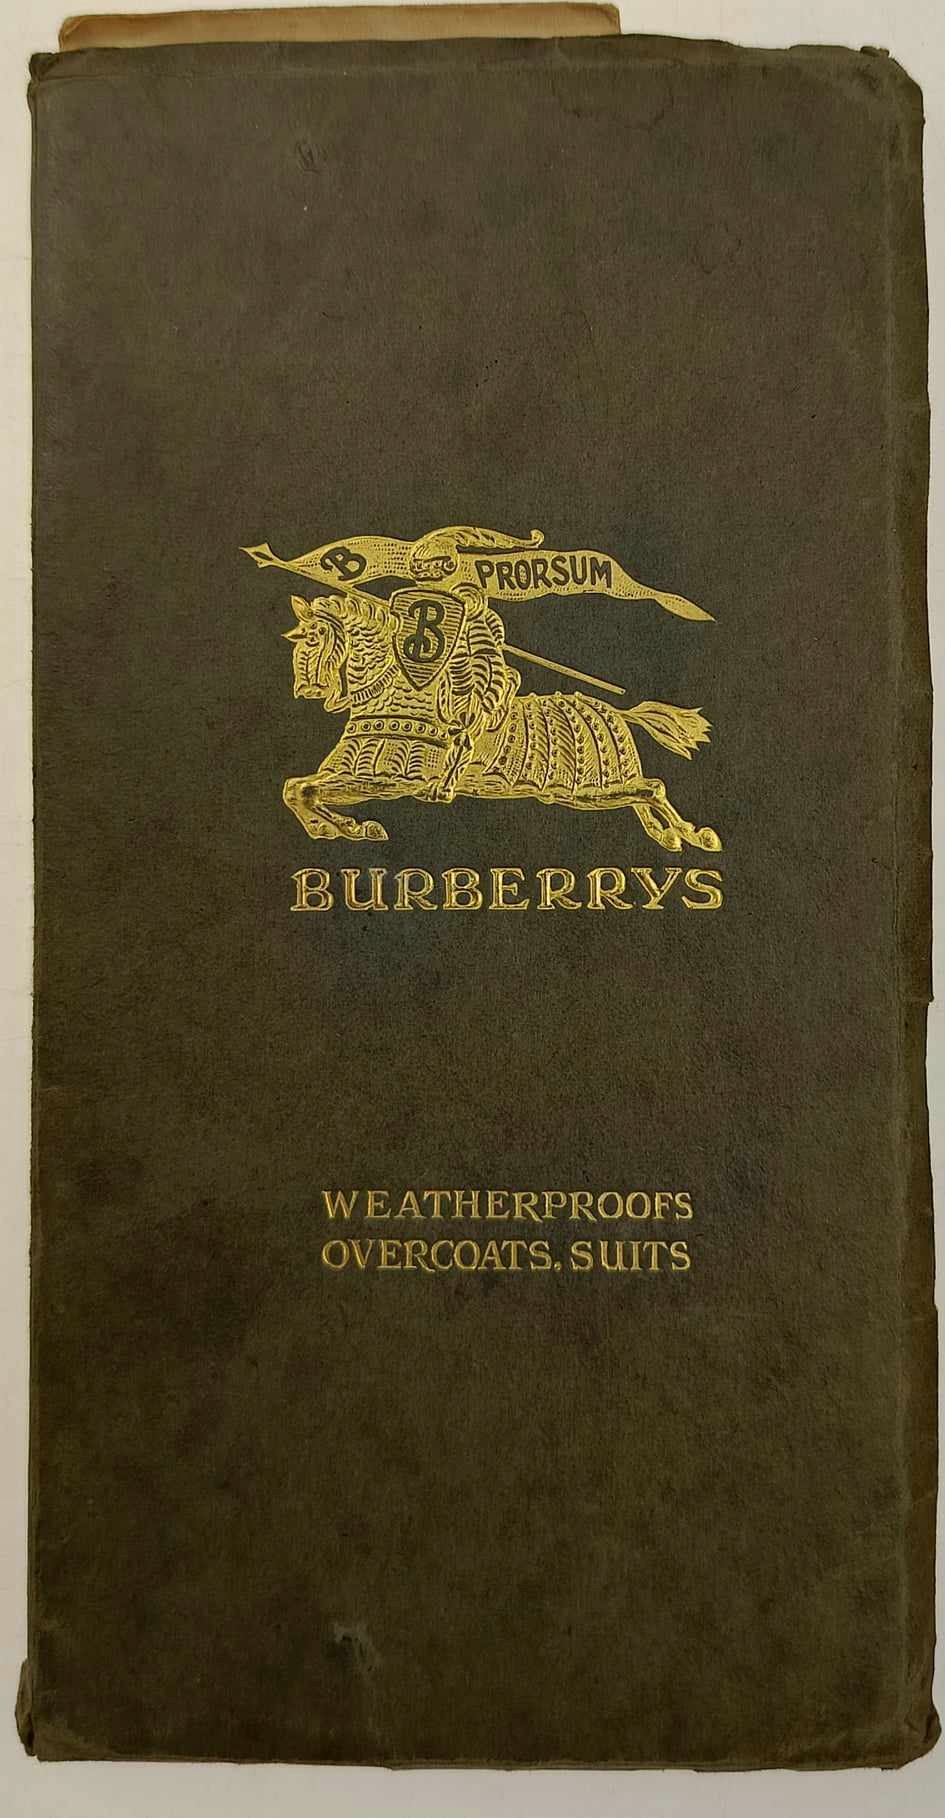 B PRORSUM
B
BURBERRYS
WEATHERPROOFS
OVERCOATS. SUITS